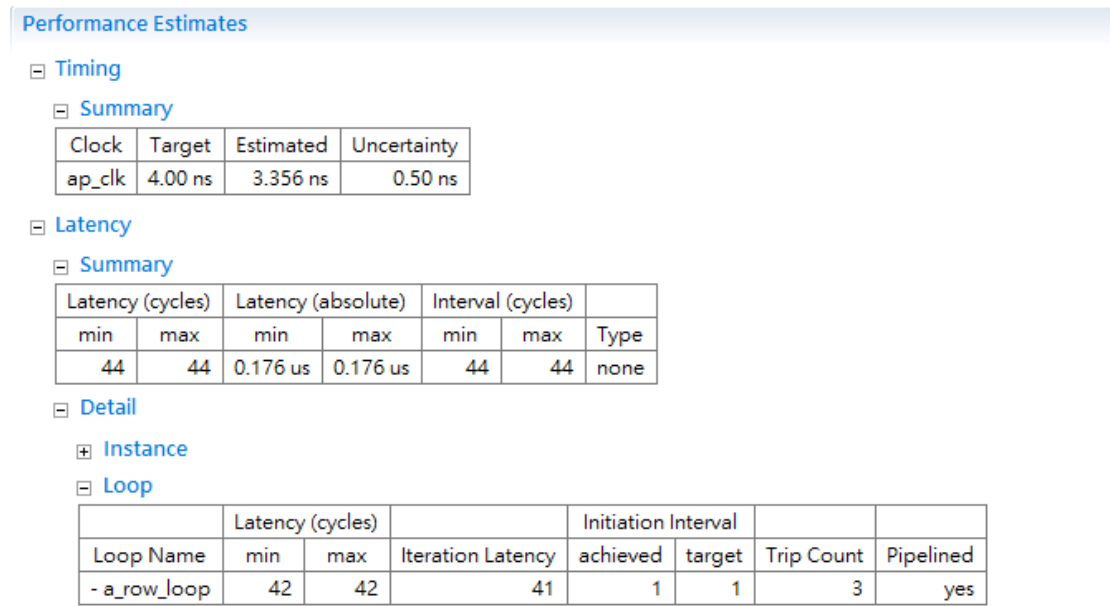 Performance Estimates
Timing
Summary
Clock Target Estimated Uncertainty
ap_clk 4.00 ns 3.356 ns 0.50 ns
Latency
Summary
Latency (cycles) Latency (absolute) Interval (cycles)
min max min max min max Type
44 44 0.176 us 0.176 us 44 44 none
Detail
Instance
Loop
Latency (cycles) Initiation Interval
Loop Name min max Iteration Latency achieved target Trip Count Pipelined
- a_row_loop 42 42 41 1 1 3 yes